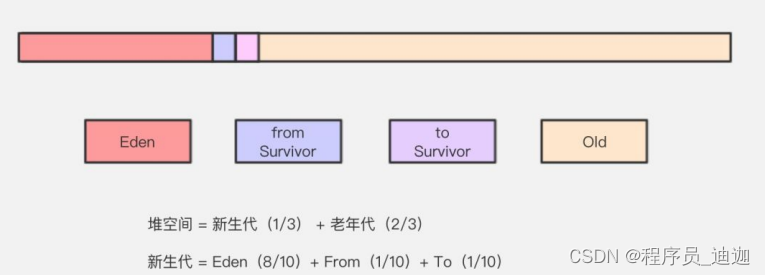 Eden
from
Survivor
to
Survivor
Old
堆空间 = 新生代（1/3） + 老年代（2/3）
新生代 = Eden（8/10）+ From（1/10）+ To（1/10）
CSDN @程序员_迪迦